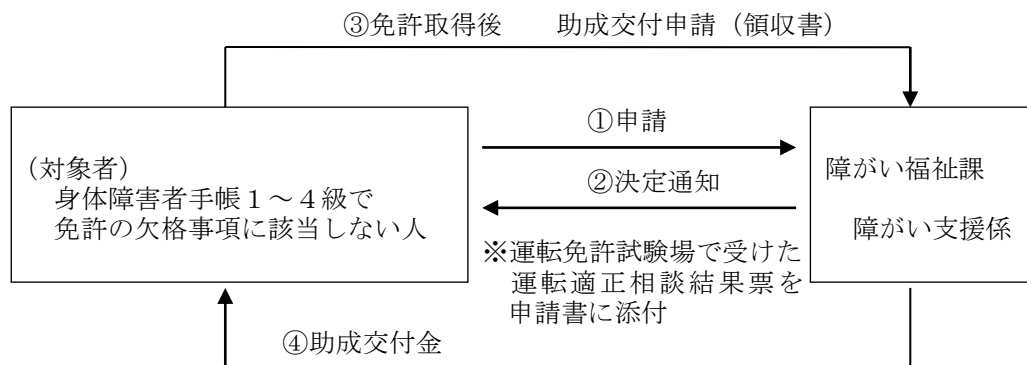 ③免許取得後　　助成交付申請（領収書）
①申請
（対象者）
身体障害者手帳１～４級で
免許の欠格事項に該当しない人
②決定通知
※運転免許試験場で受けた
運転適正相談結果票を
申請書に添付
障がい福祉課
障がい支援係
④助成交付金